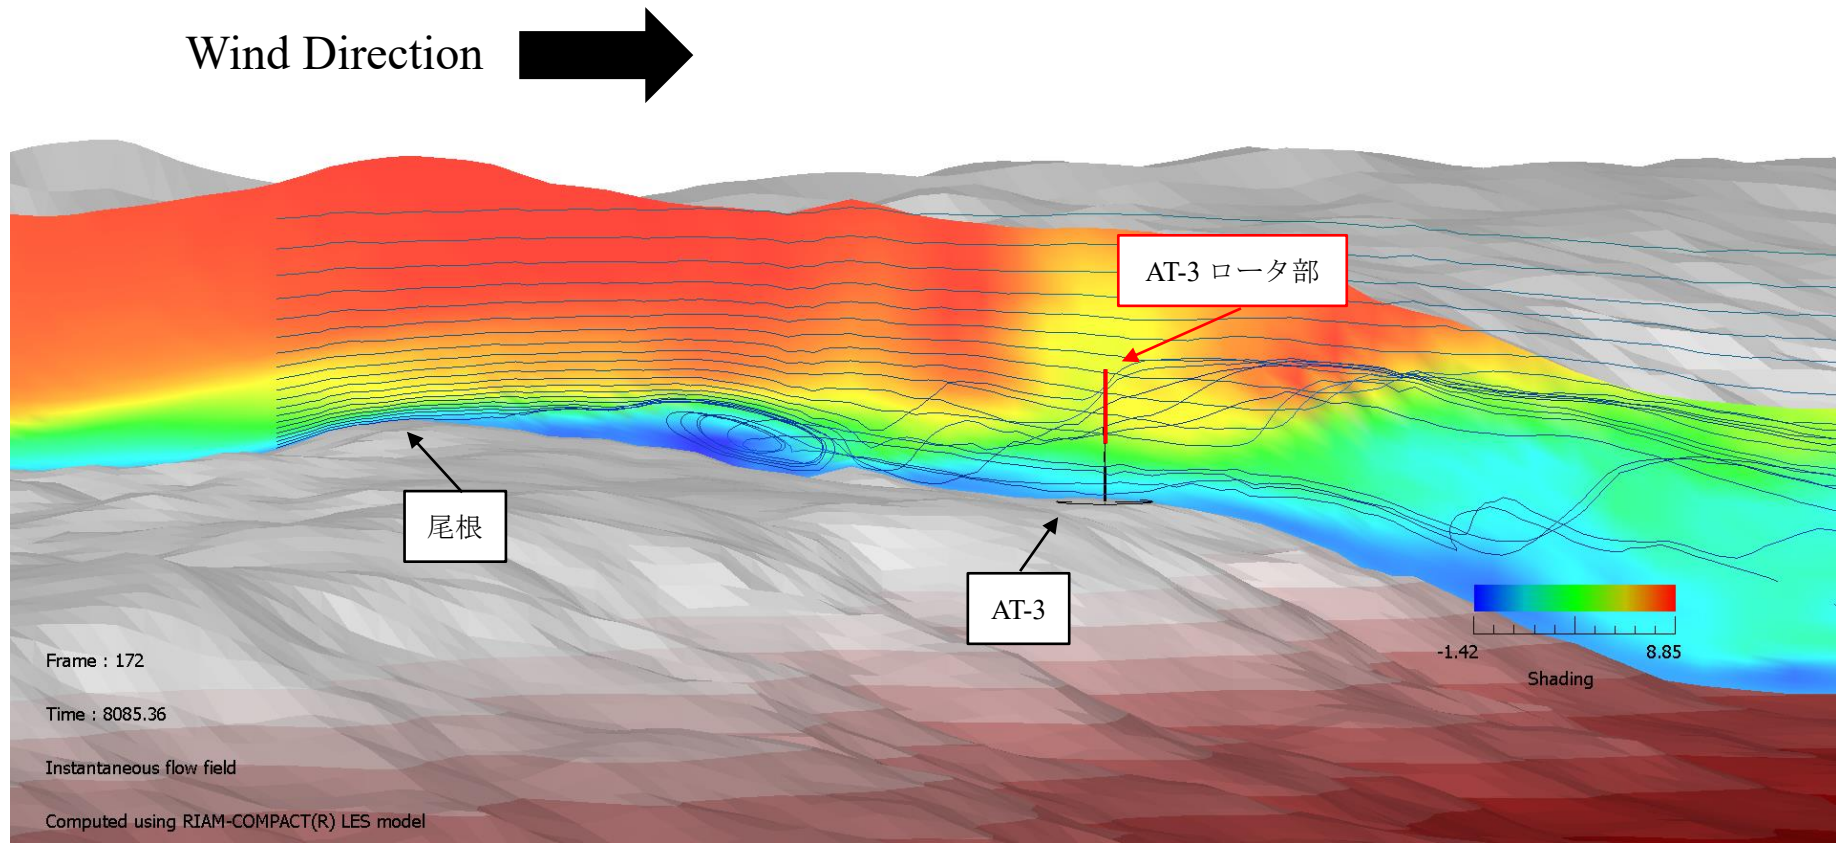 Wind Direction
AT-3 ロータ部
尾根
AT-3
-1.42 8.85
Shading
Frame : 172
Time : 8085.36
Instantaneous flow field
Computed using RIAM-COMPACT(R) LES model